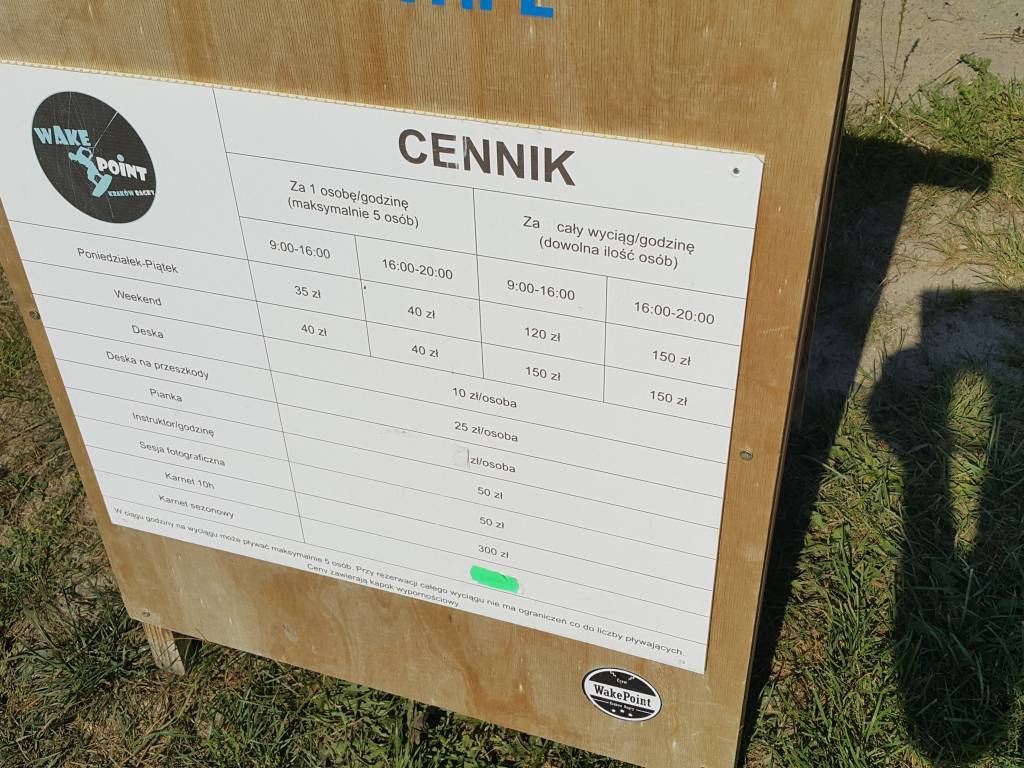 WAKE
POINT
KRAKÓW BAGRY
CENNIK
Za 1 osobę/godzinę
(maksymalnie 5 osób)
Za cały wyciąg/godzinę
(dowolna ilość osób)
9:00-16:00
16:00-20:00
9:00-16:00
16:00-20:00
Poniedziałek-Piątek
35 zł
40 zł
120 zł
150 zł
Weekend
40 zł
40 zł
150 zł
150 zł
Deska
10 zł/osoba
Deska na przeszkody
25 zł/osoba
Pianka
zł/osoba
Instruktor/godzinę
50 zł
Sesja fotograficzna
50 zł
Karnet 10h
300 zł
Karnet sezonowy
W ciągu godziny na wyciągu może pływać maksymalnie 5 osób. Przy rezerwacji całego wyciągu nie ma ograniczeń co do liczby pływających.
Ceny zawierają kapok wypornościowy.
Crew
WakePoint
Kraków Bagry